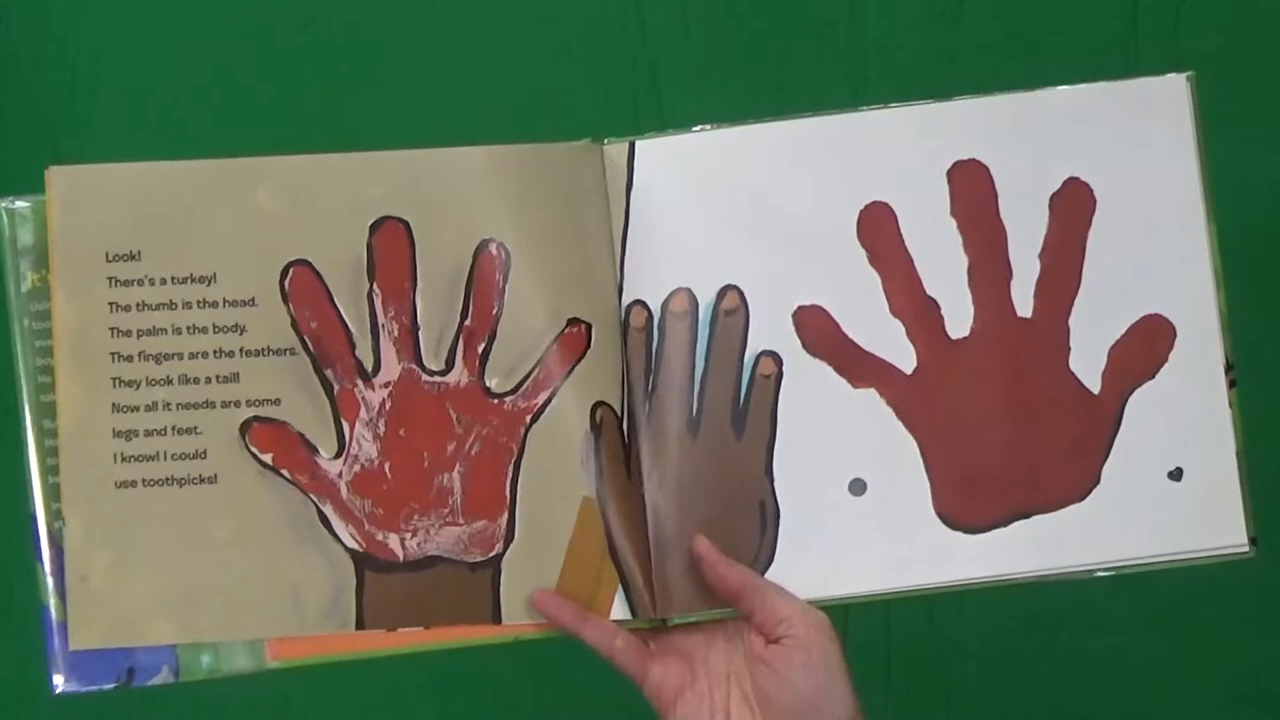 Look!
There's a turkey!
The thumb is the head.
The palm is the body.
The fingers are the feathers.
They look like a tail!
Now all it needs are some
legs and feet.
I know! I could
use toothpicks!